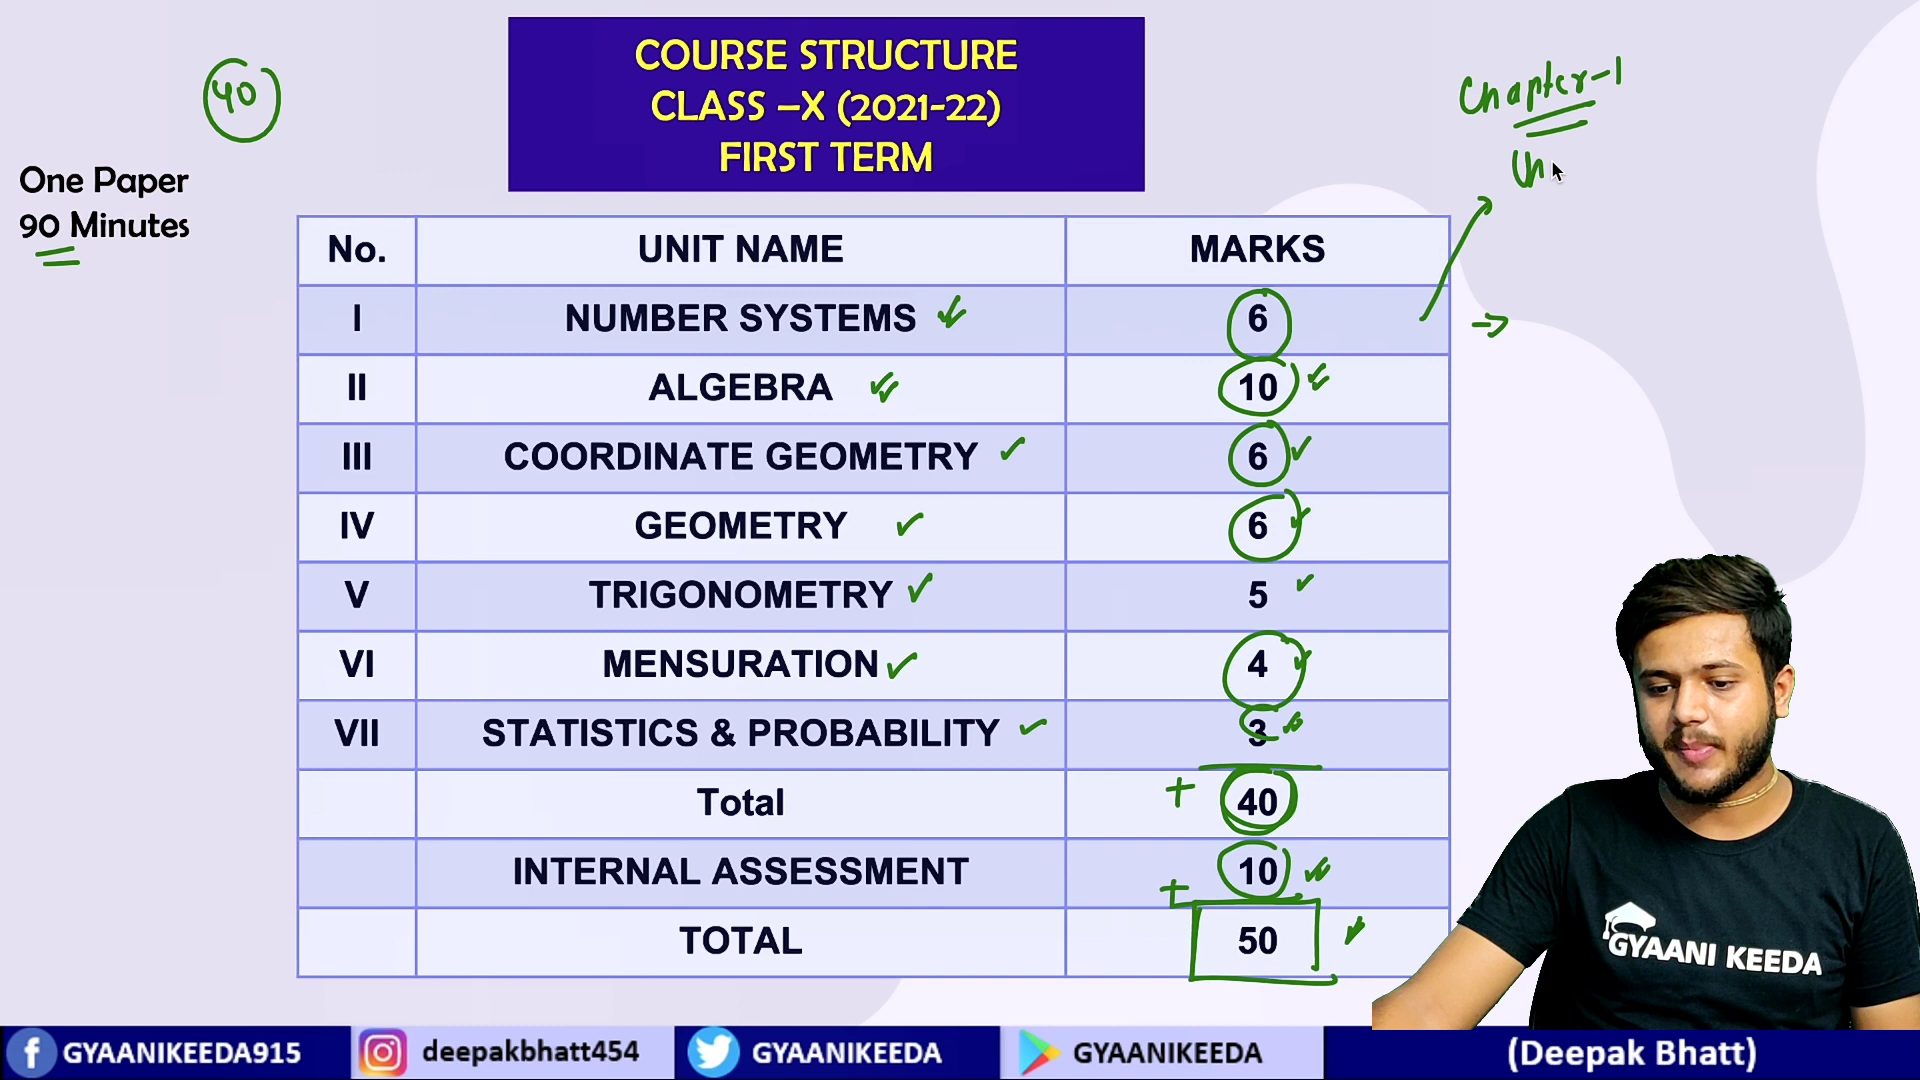 COURSE STRUCTURE
CLASS –X (2021-22)
FIRST TERM
40
Chapter-1
Ch
One Paper
90 Minutes
No. UNIT NAME MARKS
I NUMBER SYSTEMS 6
II ALGEBRA 10
III COORDINATE GEOMETRY 6
IV GEOMETRY 6
V TRIGONOMETRY 5
VI MENSURATION 4
VII STATISTICS & PROBABILITY 3
Total + 40
INTERNAL ASSESSMENT + 10
TOTAL 50
GYAANI KEEDA
GYAANIKEEDA915 deepakbhatt454 GYAANIKEEDA GYAANIKEEDA (Deepak Bhatt)